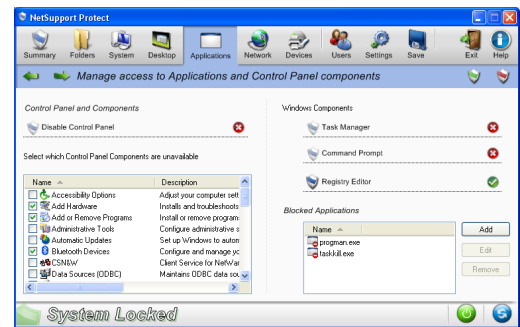 NetSupport Protect
Summary Folders System Desktop Applications Network Devices Users Settings Save Exit Help
Manage access to Applications and Control Panel components
Control Panel and Components
Disable Control Panel
Select which Control Panel Components are unavailable
Name Description
Accessibility Options Adjust your computer sett
Add Hardware Installs and troubleshoots
Add or Remove Programs Install or remove program:
Administrative Tools Configure administrative s
Automatic Updates Set up Windows to autom
Bluetooth Devices Configure and manage yc
CSNW Client Service for NetWar
Data Sources (ODBC) Maintains ODBC data sou
Windows Components
Task Manager
Command Prompt
Registry Editor
Blocked Applications
Name
progman.exe
taskkill.exe
Add
Edit
Remove
System Locked